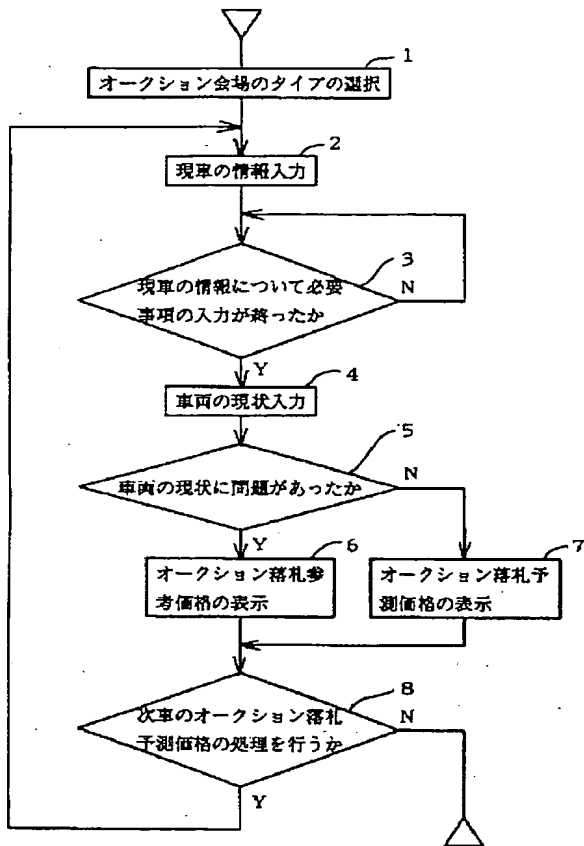 1
オークション会場のタイプの選択
2
現車の情報入力
3
現車の情報について必要
事項の入力が終ったか
N
Y
4
車両の現状入力
5
車両の現状に問題があったか
N
Y
6
オークション落札参
考価格の表示
7
オークション落札予
測価格の表示
8
次車のオークション落札
予測価格の処理を行うか
N
Y